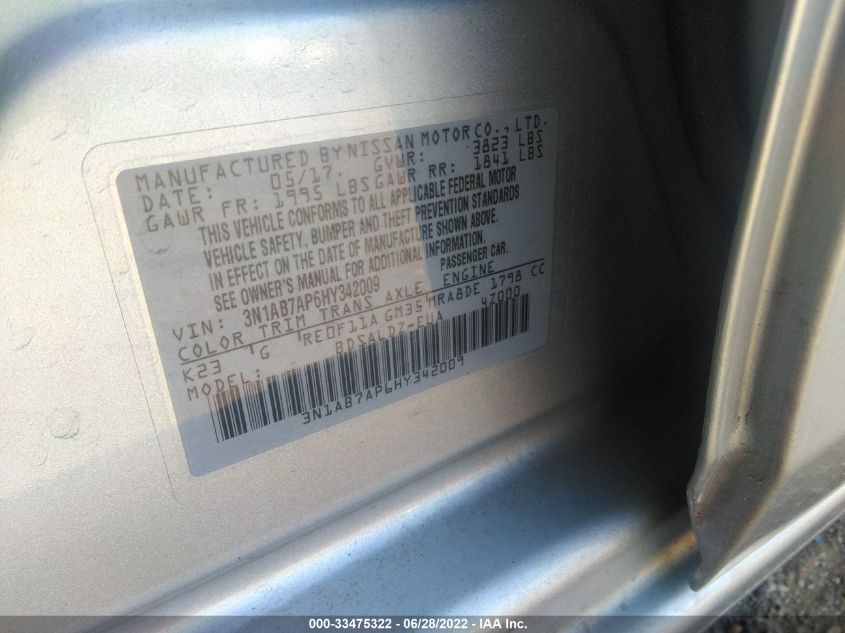 MANUFACTURED BY NISSAN MOTOR CO., LTD.
DATE: 05/17 GVWR: 3823 LBS
GAWR FR: 1995 LBS GAWR RR: 1841 LBS
THIS VEHICLE CONFORMS TO ALL APPLICABLE FEDERAL MOTOR
VEHICLE SAFETY, BUMPER AND THEFT PREVENTION STANDARDS
IN EFFECT ON THE DATE OF MANUFACTURE SHOWN ABOVE.
SEE OWNER'S MANUAL FOR ADDITIONAL INFORMATION.
VIN: 3N1AB7AP6HY342009 PASSENGER CAR.
COLOR TRIM TRANS AXLE ENGINE
K23 G RE0F11A GM35 MRA8DE 1798 CC
MODEL: BDSALDZ-EUA 4Z000
3N1AB7AP6HY342009
000-33475322 - 06/28/2022 - IAA Inc.